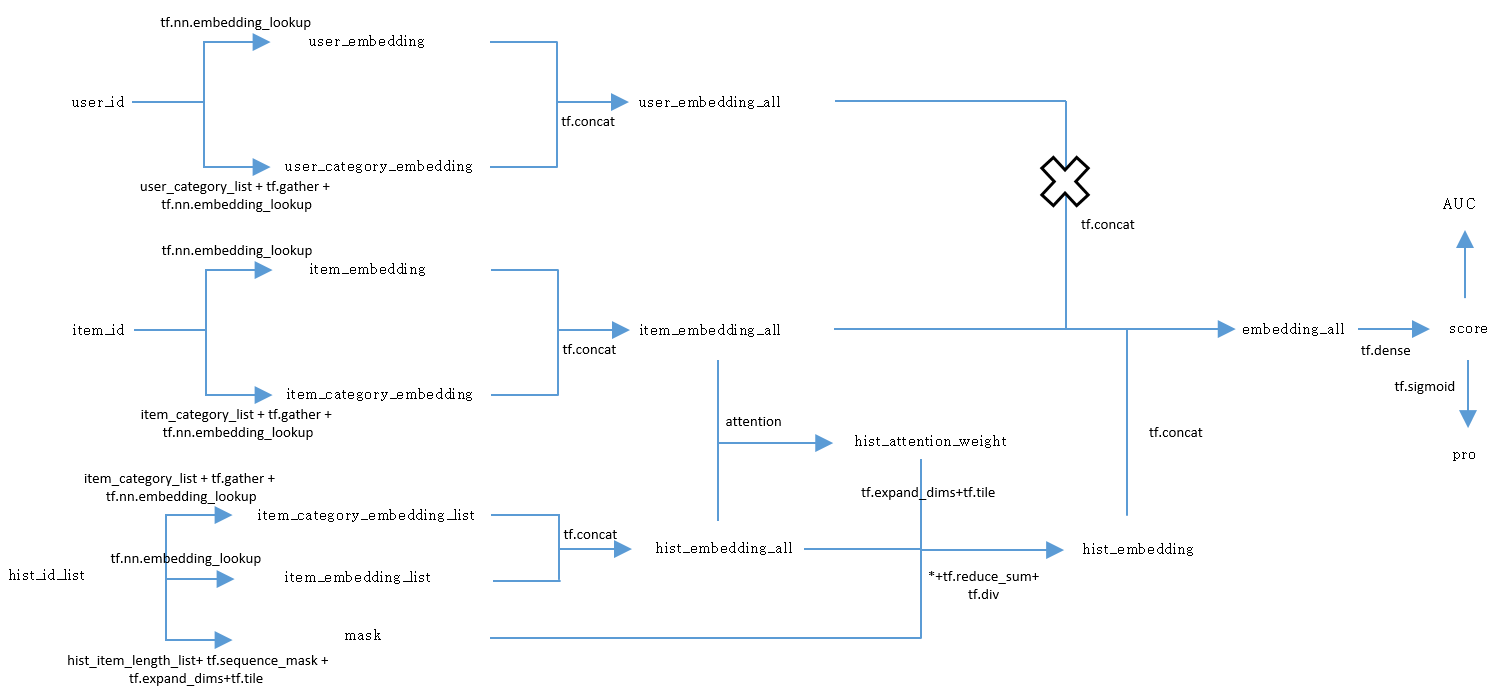 tf.nn.embedding_lookup
user_embedding
user_id
user_embedding_all
tf.concat
user_category_embedding
user_category_list + tf.gather +
tf.nn.embedding_lookup
AUC
tf.concat
tf.nn.embedding_lookup
item_embedding
item_id
item_embedding_all
embedding_all
score
tf.concat
tf.dense
tf.sigmoid
item_category_embedding
item_category_list + tf.gather +
tf.nn.embedding_lookup
attention
tf.concat
hist_attention_weight
pro
item_category_list + tf.gather +
tf.nn.embedding_lookup
tf.expand_dims+tf.tile
item_category_embedding_list
tf.concat
hist_embedding_all
hist_embedding
tf.nn.embedding_lookup
hist_id_list
item_embedding_list
*+tf.reduce_sum+
tf.div
mask
hist_item_length_list+ tf.sequence_mask +
tf.expand_dims+tf.tile